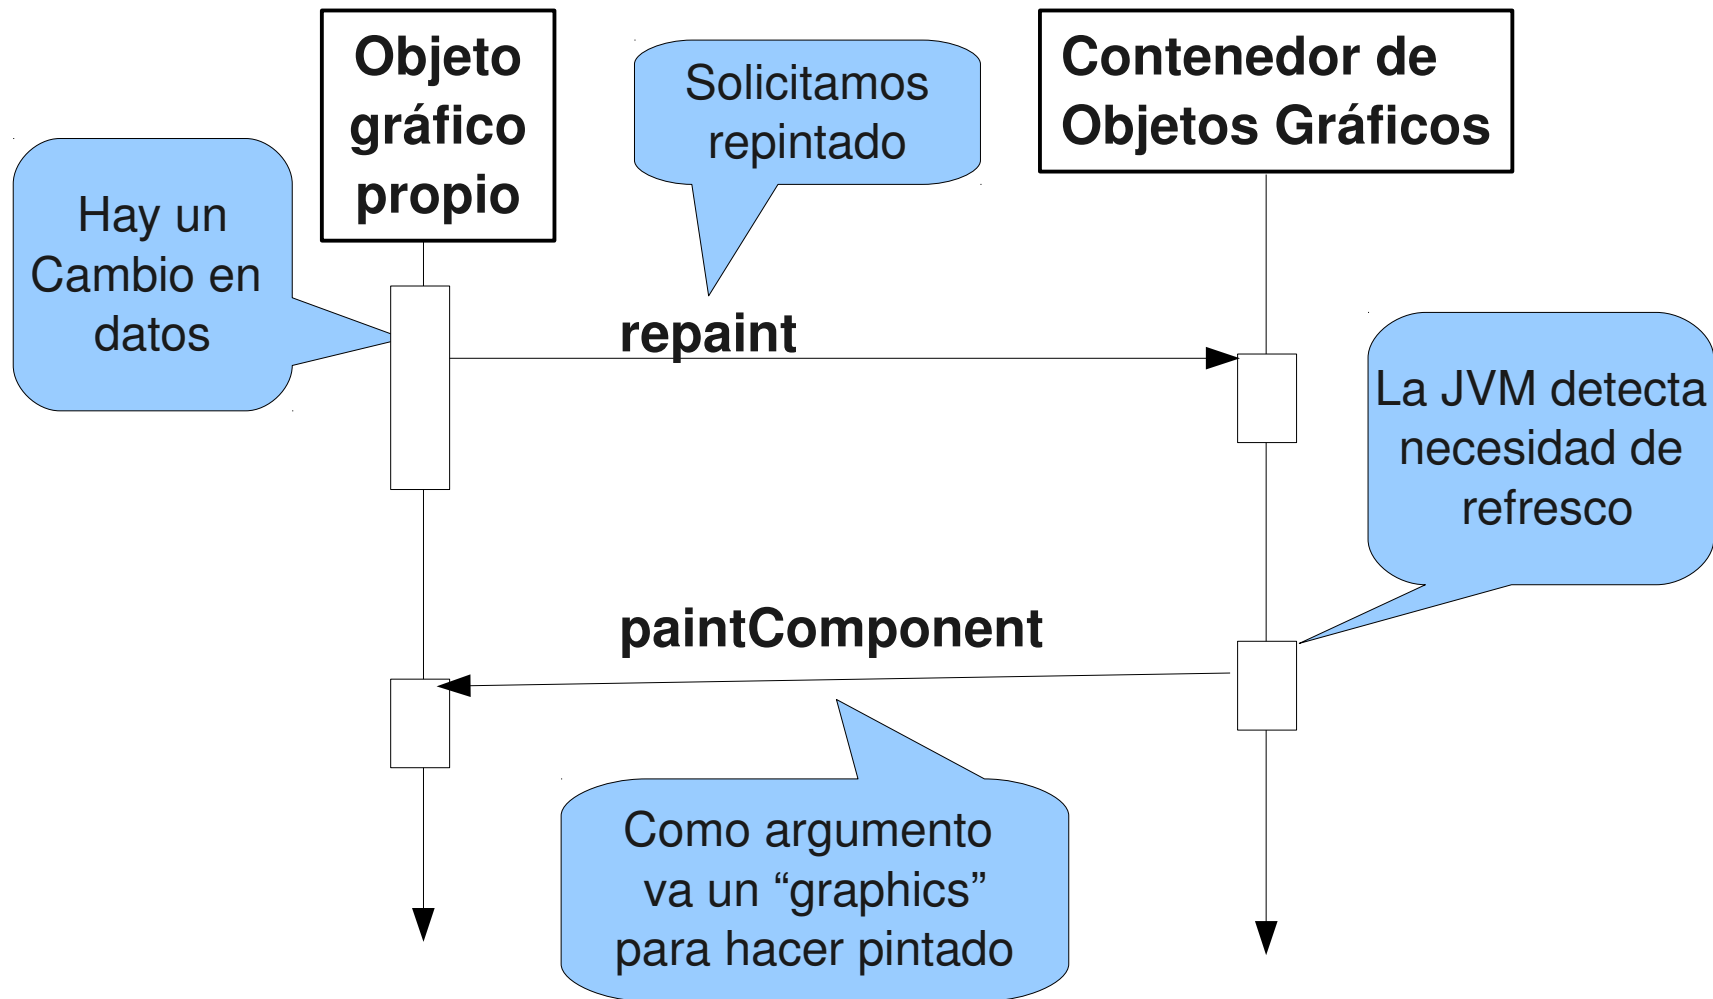 Objeto
gráfico
propio
Solicitamos
repintado
Contenedor de
Objetos Gráficos
Hay un
Cambio en
datos
repaint
La JVM detecta
necesidad de
refresco
paintComponent
Como argumento
va un “graphics”
para hacer pintado